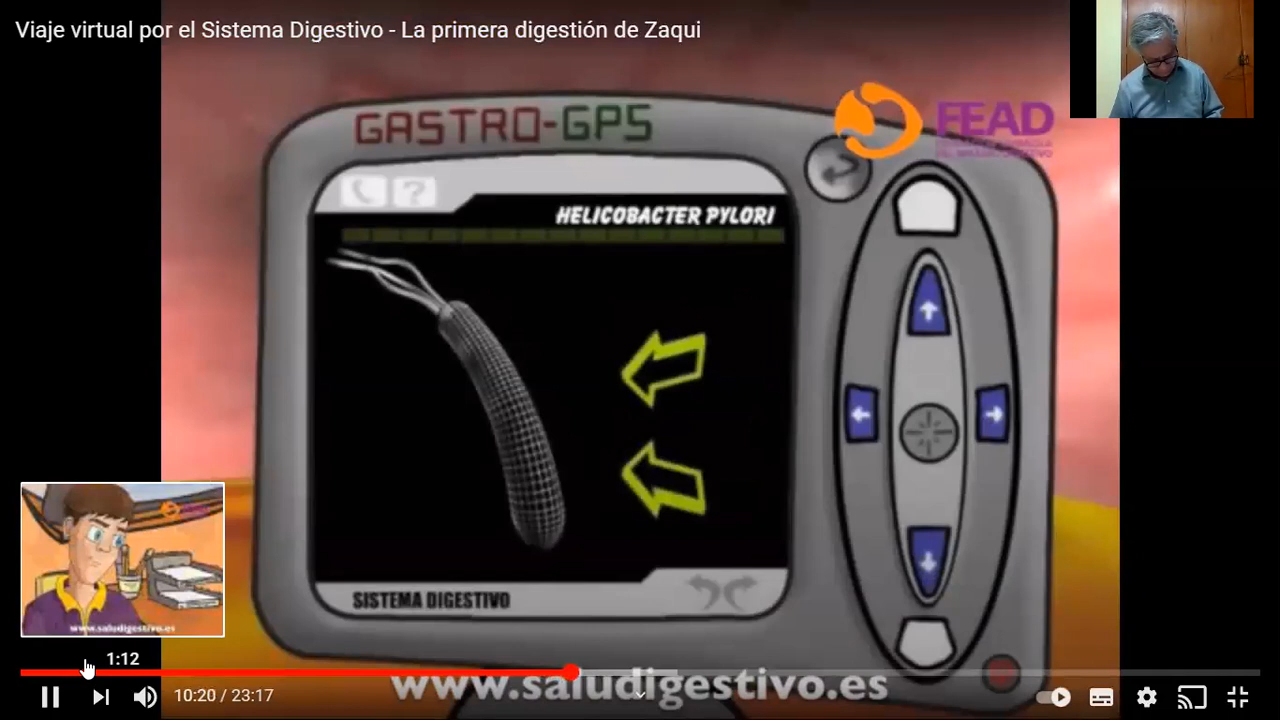 Viaje virtual por el Sistema Digestivo - La primera digestión de Zaqui
GASTRO-GPS
FEAD
?
HELICOBACTER PYLORI
SISTEMA DIGESTIVO
www.saludigestivo.es
1:12
www.saludigestivo.es
10:20 / 23:17